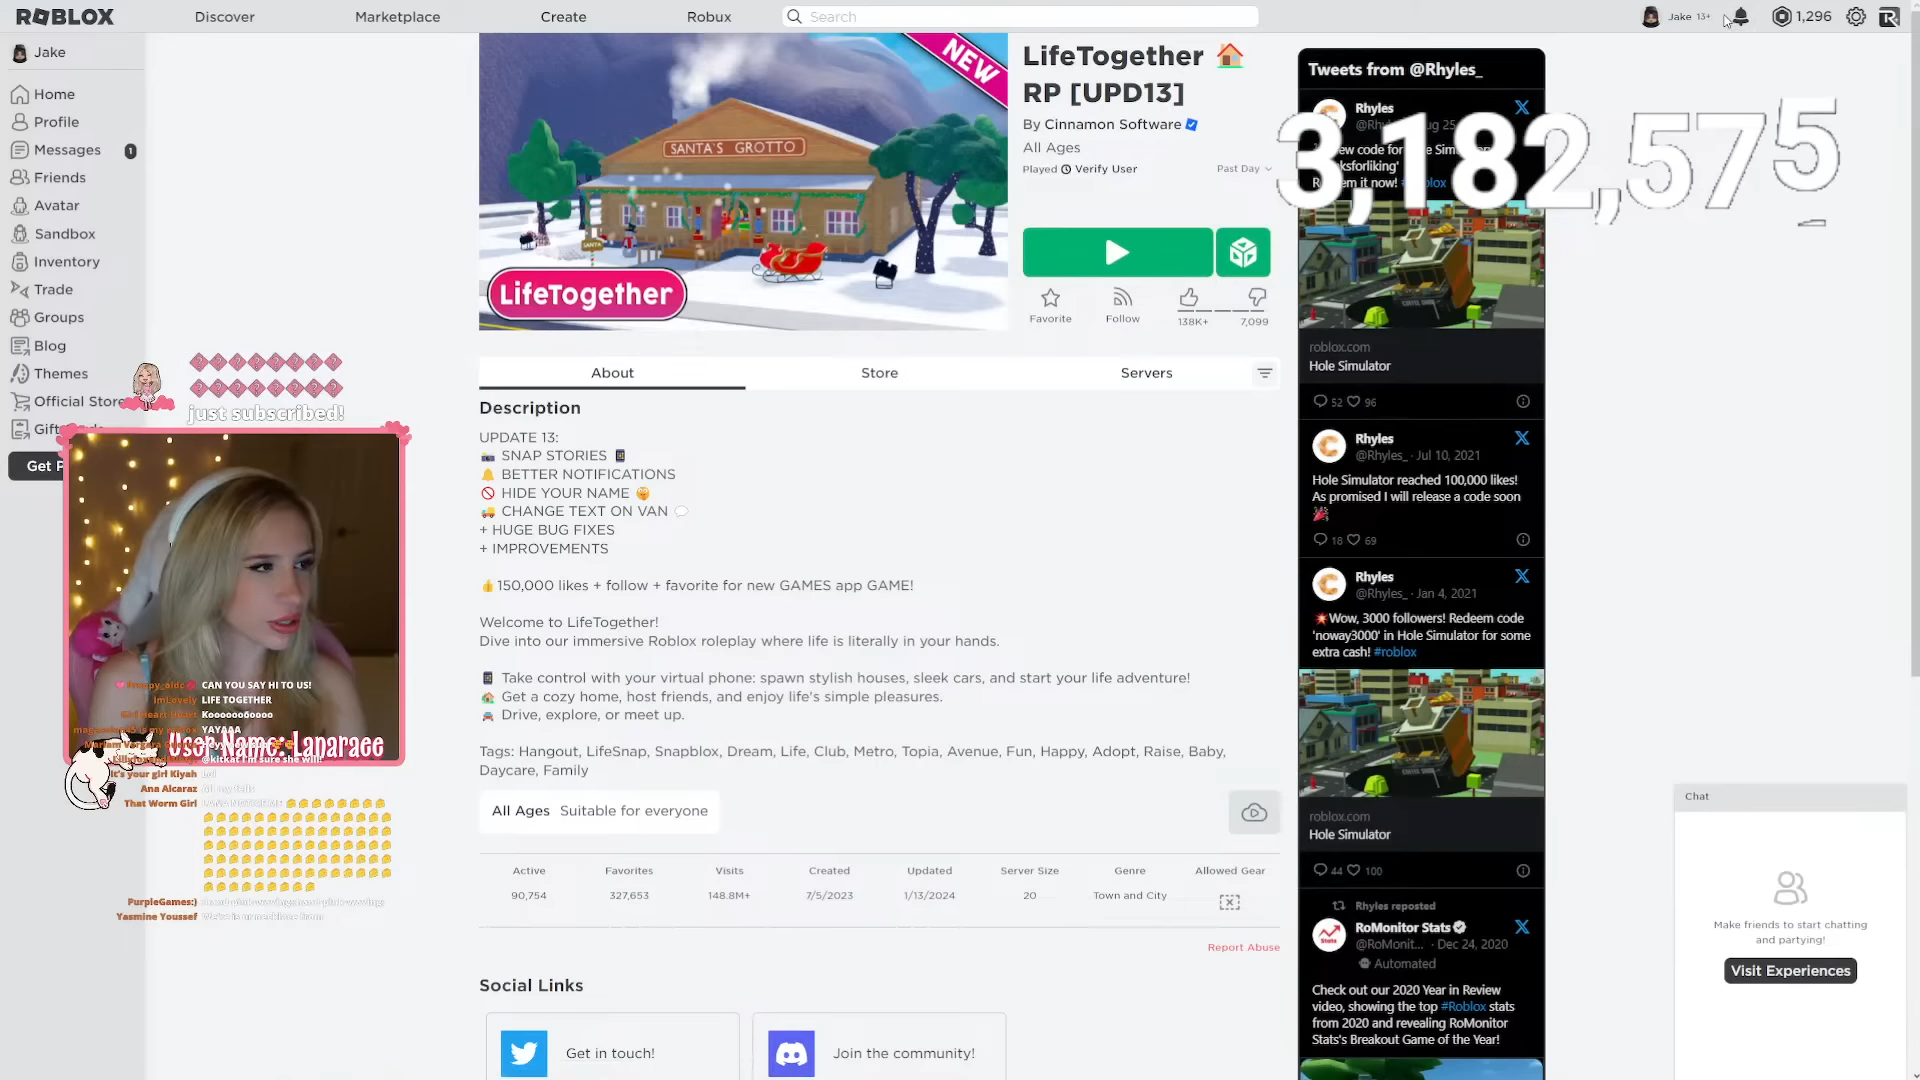 ROBLOX
Discover
Marketplace
Create
Robux
Search
Jake 13+
1,296
Jake
Home
Profile
Messages 1
Friends
Avatar
Sandbox
Inventory
Trade
Groups
Blog
Themes
Official Store
Get P
just subscribed!
NEW
SANTA'S GROTTO
SANTA
LifeTogether
LifeTogether 🏠
RP [UPD13]
By Cinnamon Software
All Ages
Played Verify User
Past Day
Favorite
Follow
138K+
7,099
3,182,575
About
Store
Servers
Description
UPDATE 13:
📸 SNAP STORIES 📱
🔔 BETTER NOTIFICATIONS
🚫 HIDE YOUR NAME 🫣
🚚 CHANGE TEXT ON VAN 💬
+ HUGE BUG FIXES
+ IMPROVEMENTS
👍150,000 likes + follow + favorite for new GAMES app GAME!
Welcome to LifeTogether!
Dive into our immersive Roblox roleplay where life is literally in your hands.
📱 Take control with your virtual phone: spawn stylish houses, sleek cars, and start your life adventure!
🏠 Get a cozy home, host friends, and enjoy life's simple pleasures.
🚘 Drive, explore, or meet up.
Tags: Hangout, LifeSnap, Snapblox, Dream, Life, Club, Metro, Topia, Avenue, Fun, Happy, Adopt, Raise, Baby,
Daycare, Family
All Ages Suitable for everyone
Active
90,754
Favorites
327,653
Visits
148.8M+
Created
7/5/2023
Updated
1/13/2024
Server Size
20
Genre
Town and City
Allowed Gear
Report Abuse
Social Links
Get in touch!
Join the community!
Tweets from @Rhyles_
Rhyles
roblox.com
Hole Simulator
52 96
Rhyles
@Rhyles_ · Jul 10, 2021
Hole Simulator reached 100,000 likes!
As promised I will release a code soon
🎉
18 69
Rhyles
@Rhyles_ · Jan 4, 2021
💥Wow, 3000 followers! Redeem code
'noway3000' in Hole Simulator for some
extra cash! #roblox
roblox.com
Hole Simulator
44 100
Rhyles reposted
RoMonitor Stats
@RoMonit... · Dec 24, 2020
Automated
Check out our 2020 Year in Review
video, showing the top #Roblox stats
from 2020 and revealing RoMonitor
Stats's Breakout Game of the Year!
Chat
Make friends to start chatting
and partying!
Visit Experiences
CAN YOU SAY HI TO US!
ImLovely LIFE TOGETHER
YAYAAA
User Name: Lanaraee
@kitkat I'm sure she will!
It's your girl Kiyah
Ana Alcaraz
That Worm Girl
PurpleGames:)
Yasmine Youssef